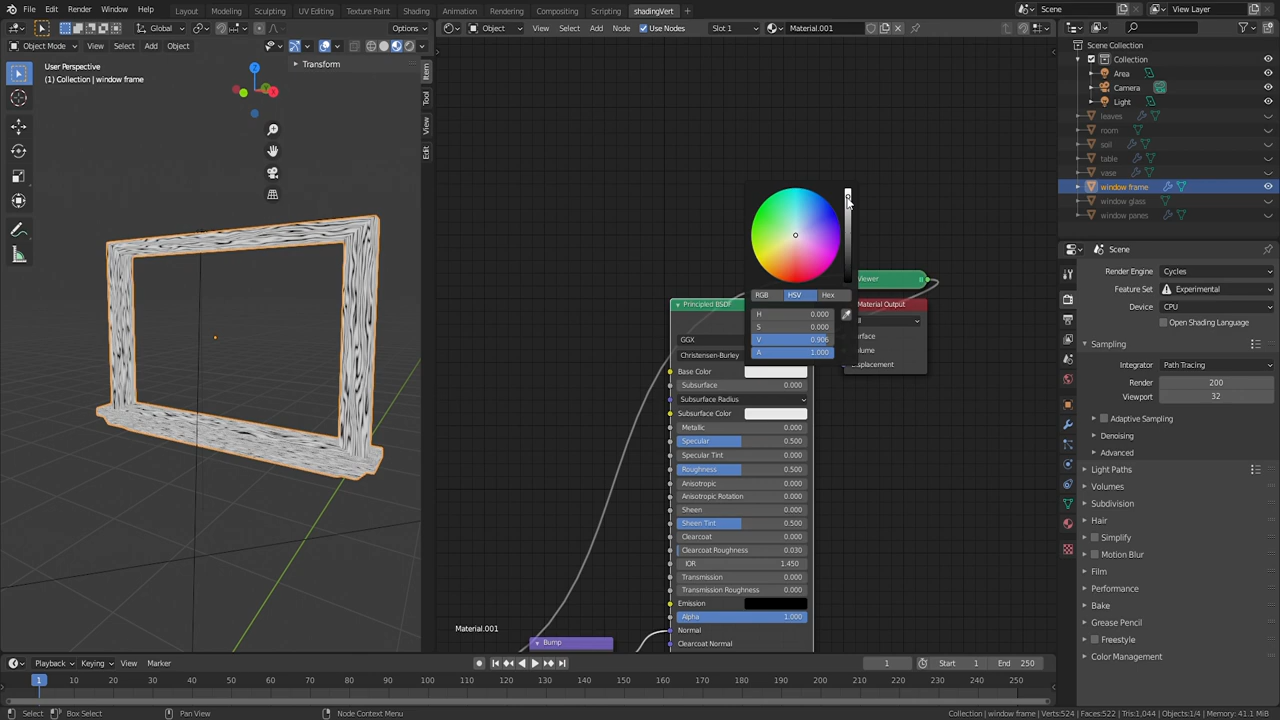 File Edit Render Window Help Layout Modeling Sculpting UV Editing Texture Paint Shading Animation Rendering Compositing Scripting shadingVert + Scene View Layer
Global Options Object View Select Add Node Use Nodes Slot 1 Material.001
Object Mode View Select Add Object
User Perspective
(1) Collection | window frame
Transform
Item
Tool
View
Edit
Z
Y
X
RGB HSV Hex
H 0.000
S 0.000
V 0.906
A 1.000
Viewer
Material Output
ll
urface
olume
isplacement
Principled BSDF
GGX
Christensen-Burley
Base Color
Subsurface 0.000
Subsurface Radius
Subsurface Color
Metallic 0.000
Specular 0.500
Specular Tint 0.000
Roughness 0.500
Anisotropic 0.000
Anisotropic Rotation 0.000
Sheen 0.000
Sheen Tint 0.500
Clearcoat 0.000
Clearcoat Roughness 0.030
IOR 1.450
Transmission 0.000
Transmission Roughness 0.000
Emission
Alpha 1.000
Normal
Clearcoat Normal
Material.001
Bump
Scene Collection
Collection
Area
Camera
Light
leaves
room
soil
table
vase
window frame
window glass
window panes
Scene
Render Engine Cycles
Feature Set Experimental
Device CPU
Open Shading Language
Sampling
Integrator Path Tracing
Render 200
Viewport 32
Adaptive Sampling
Denoising
Advanced
Light Paths
Volumes
Subdivision
Hair
Simplify
Motion Blur
Film
Performance
Bake
Grease Pencil
Freestyle
Color Management
Playback Keying View Marker 1 Start 1 End 250
1 10 20 30 40 50 60 70 80 90 100 110 120 130 140 150 160 170 180 190 200 210 220 230 240 250
Select Box Select Pan View Node Context Menu Collection | window frame | Verts:524 | Faces:522 | Tris:1,044 | Objects:1/4 | Memory: 41.1 MiB